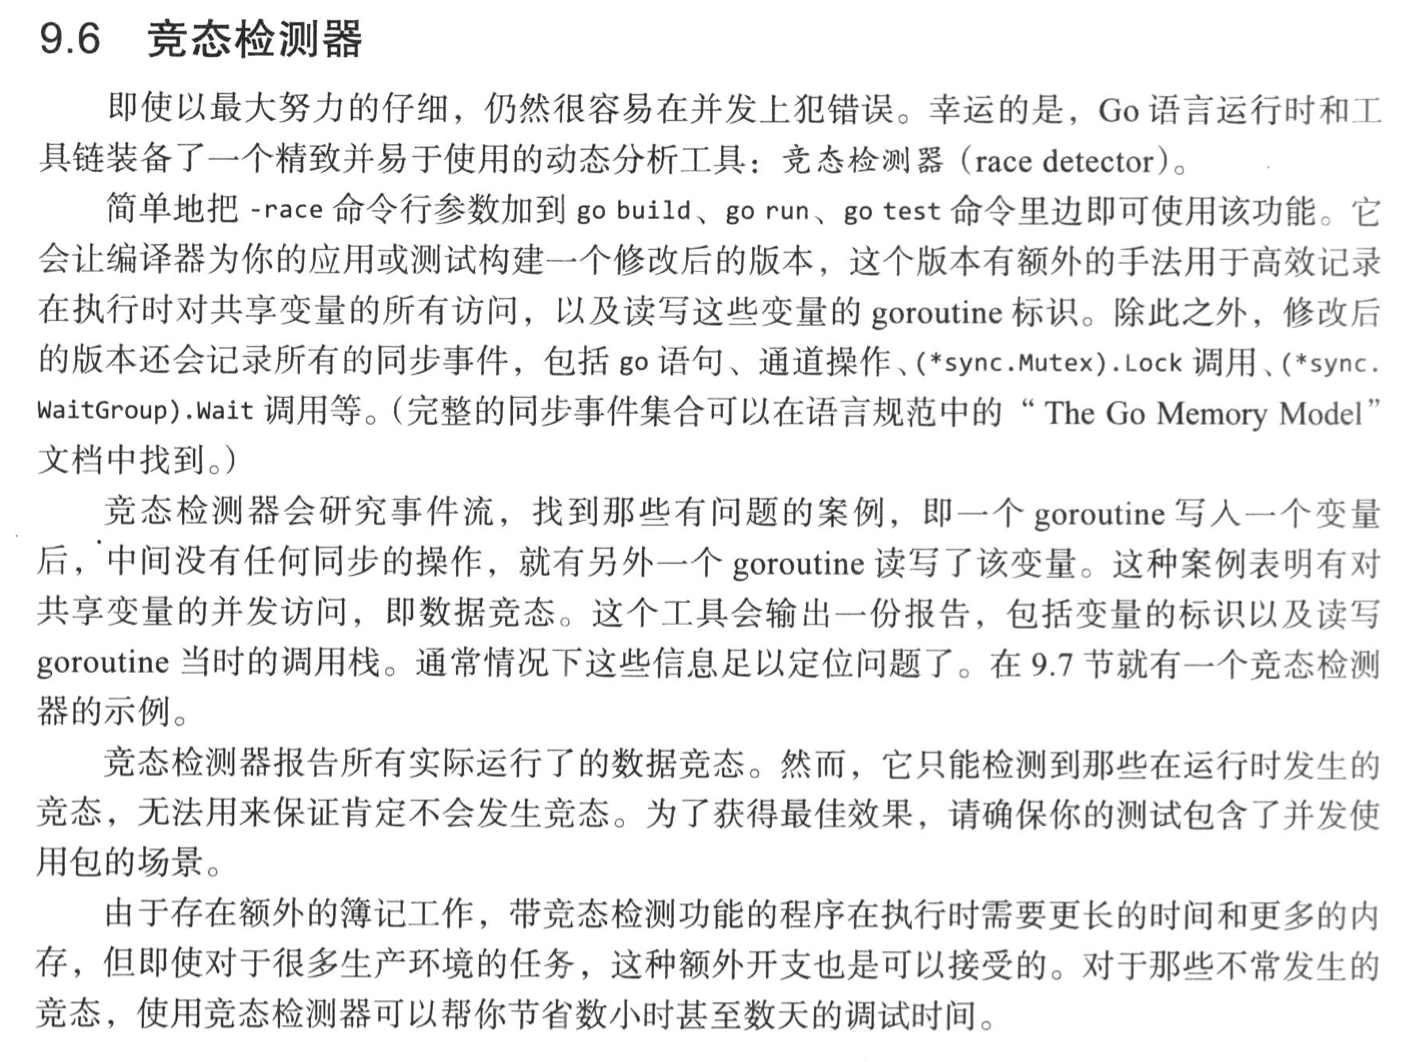 9.6 竞态检测器
即使以最大努力的仔细，仍然很容易在并发上犯错误。幸运的是，Go 语言运行时和工
具链装备了一个精致并易于使用的动态分析工具：竞态检测器（race detector）。
简单地把 -race 命令行参数加到 go build、go run、go test 命令里边即可使用该功能。它
会让编译器为你的应用或测试构建一个修改后的版本，这个版本有额外的手法用于高效记录
在执行时对共享变量的所有访问，以及读写这些变量的 goroutine 标识。除此之外，修改后
的版本还会记录所有的同步事件，包括 go 语句、通道操作、(*sync.Mutex).Lock 调用、(*sync.
WaitGroup).Wait 调用等。（完整的同步事件集合可以在语言规范中的“The Go Memory Model”
文档中找到。）
竞态检测器会研究事件流，找到那些有问题的案例，即一个 goroutine 写入一个变量
后，中间没有任何同步的操作，就有另外一个 goroutine 读写了该变量。这种案例表明有对
共享变量的并发访问，即数据竞态。这个工具会输出一份报告，包括变量的标识以及读写
goroutine 当时的调用栈。通常情况下这些信息足以定位问题了。在 9.7 节就有一个竞态检测
器的示例。
竞态检测器报告所有实际运行了的数据竞态。然而，它只能检测到那些在运行时发生的
竞态，无法用来保证肯定不会发生竞态。为了获得最佳效果，请确保你的测试包含了并发使
用包的场景。
由于存在额外的簿记工作，带竞态检测功能的程序在执行时需要更长的时间和更多的内
存，但即使对于很多生产环境的任务，这种额外开支也是可以接受的。对于那些不常发生的
竞态，使用竞态检测器可以帮你节省数小时甚至数天的调试时间。